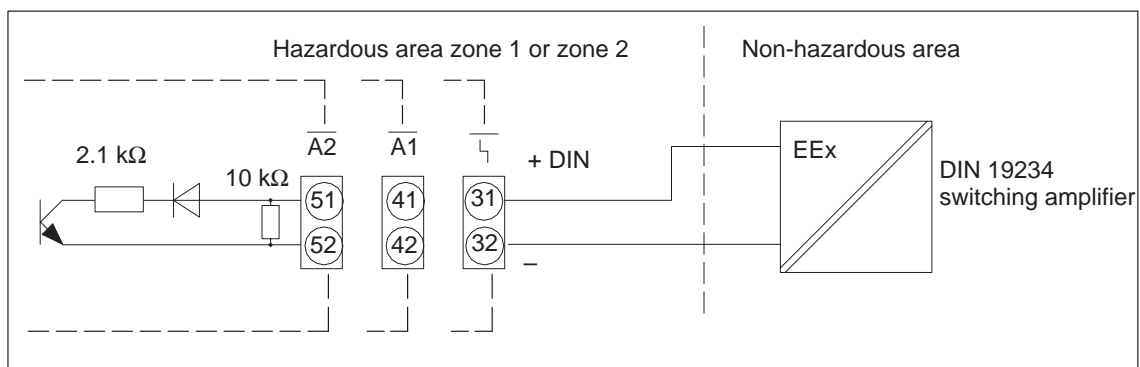 Hazardous area zone 1 or zone 2
Non-hazardous area
A2
A1
2.1 kΩ
10 kΩ
+ DIN
EEx
DIN 19234
switching amplifier
51
41
31
52
42
32
–